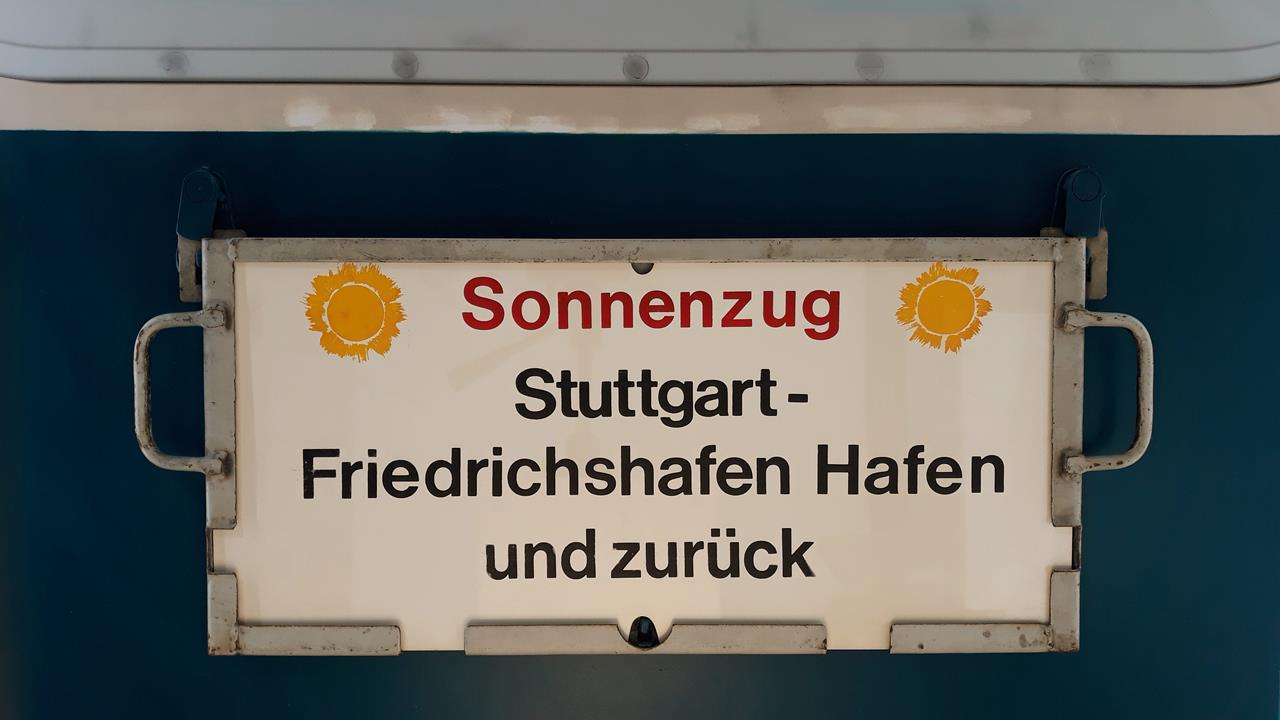 Sonnenzug
Stuttgart-
Friedrichshafen Hafen
und zurück